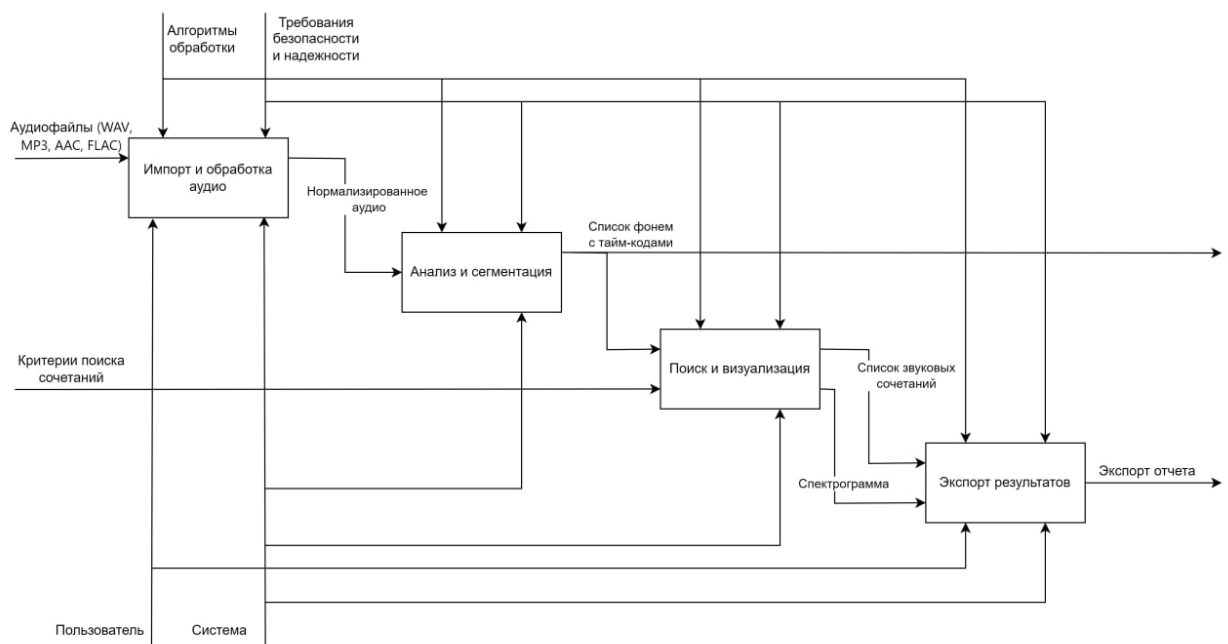 Алгоритмы
обработки
Требования
безопасности
и надежности
Аудиофайлы (WAV,
MP3, AAC, FLAC)
Импорт и обработка
аудио
Нормализированное
аудио
Список фонем
с тайм-кодами
Анализ и сегментация
Критерии поиска
сочетаний
Поиск и визуализация
Список звуковых
сочетаний
Спектрограмма
Экспорт результатов
Экспорт отчета
Пользователь
Система